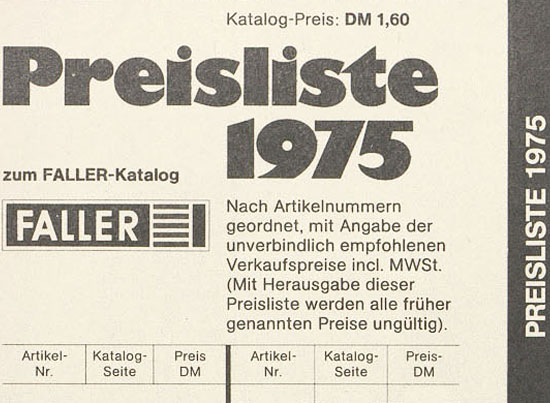 Katalog-Preis: DM 1,60
Preisliste
1975
zum FALLER-Katalog
FALLER
Nach Artikelnummern
geordnet, mit Angabe der
unverbindlich empfohlenen
Verkaufspreise incl. MWSt.
(Mit Herausgabe dieser
Preisliste werden alle früher
genannten Preise ungültig).
Artikel- Katalog- Preis Artikel- Katalog- Preis-
Nr. Seite DM Nr. Seite DM
PREISLISTE 1975